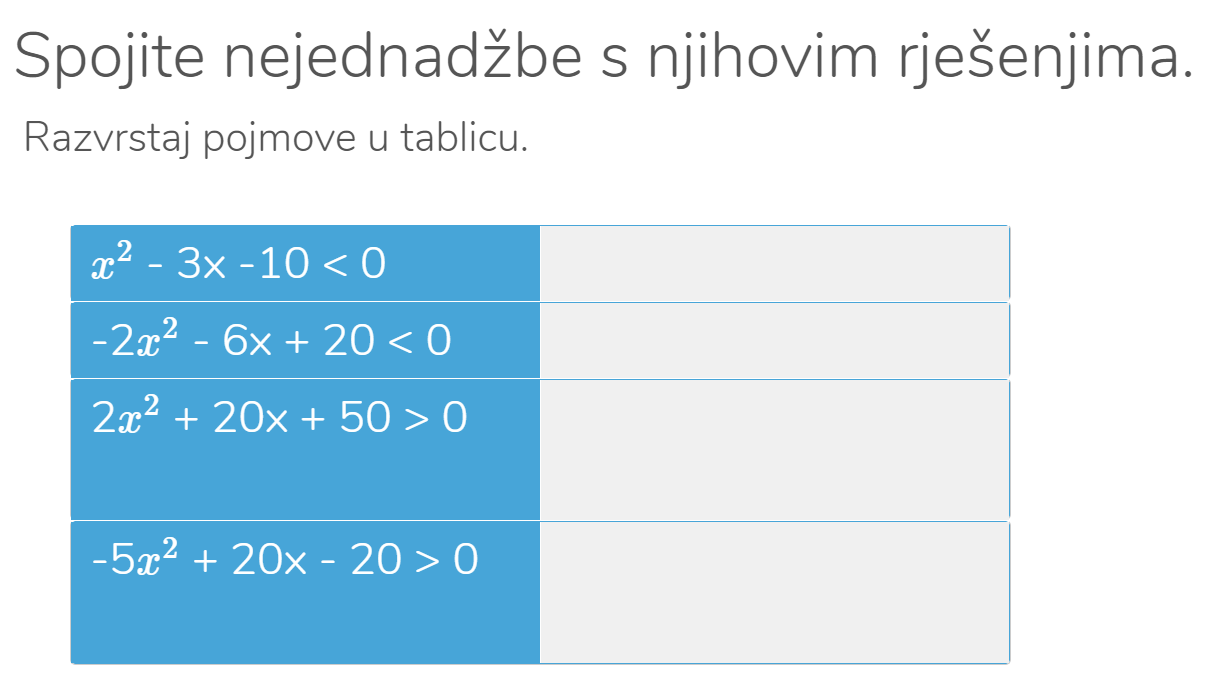 Spojite nejednadžbe s njihovim rješenjima.
Razvrstaj pojmove u tablicu.
x² - 3x -10 < 0
-2x² - 6x + 20 < 0
2x² + 20x + 50 > 0
-5x² + 20x - 20 > 0